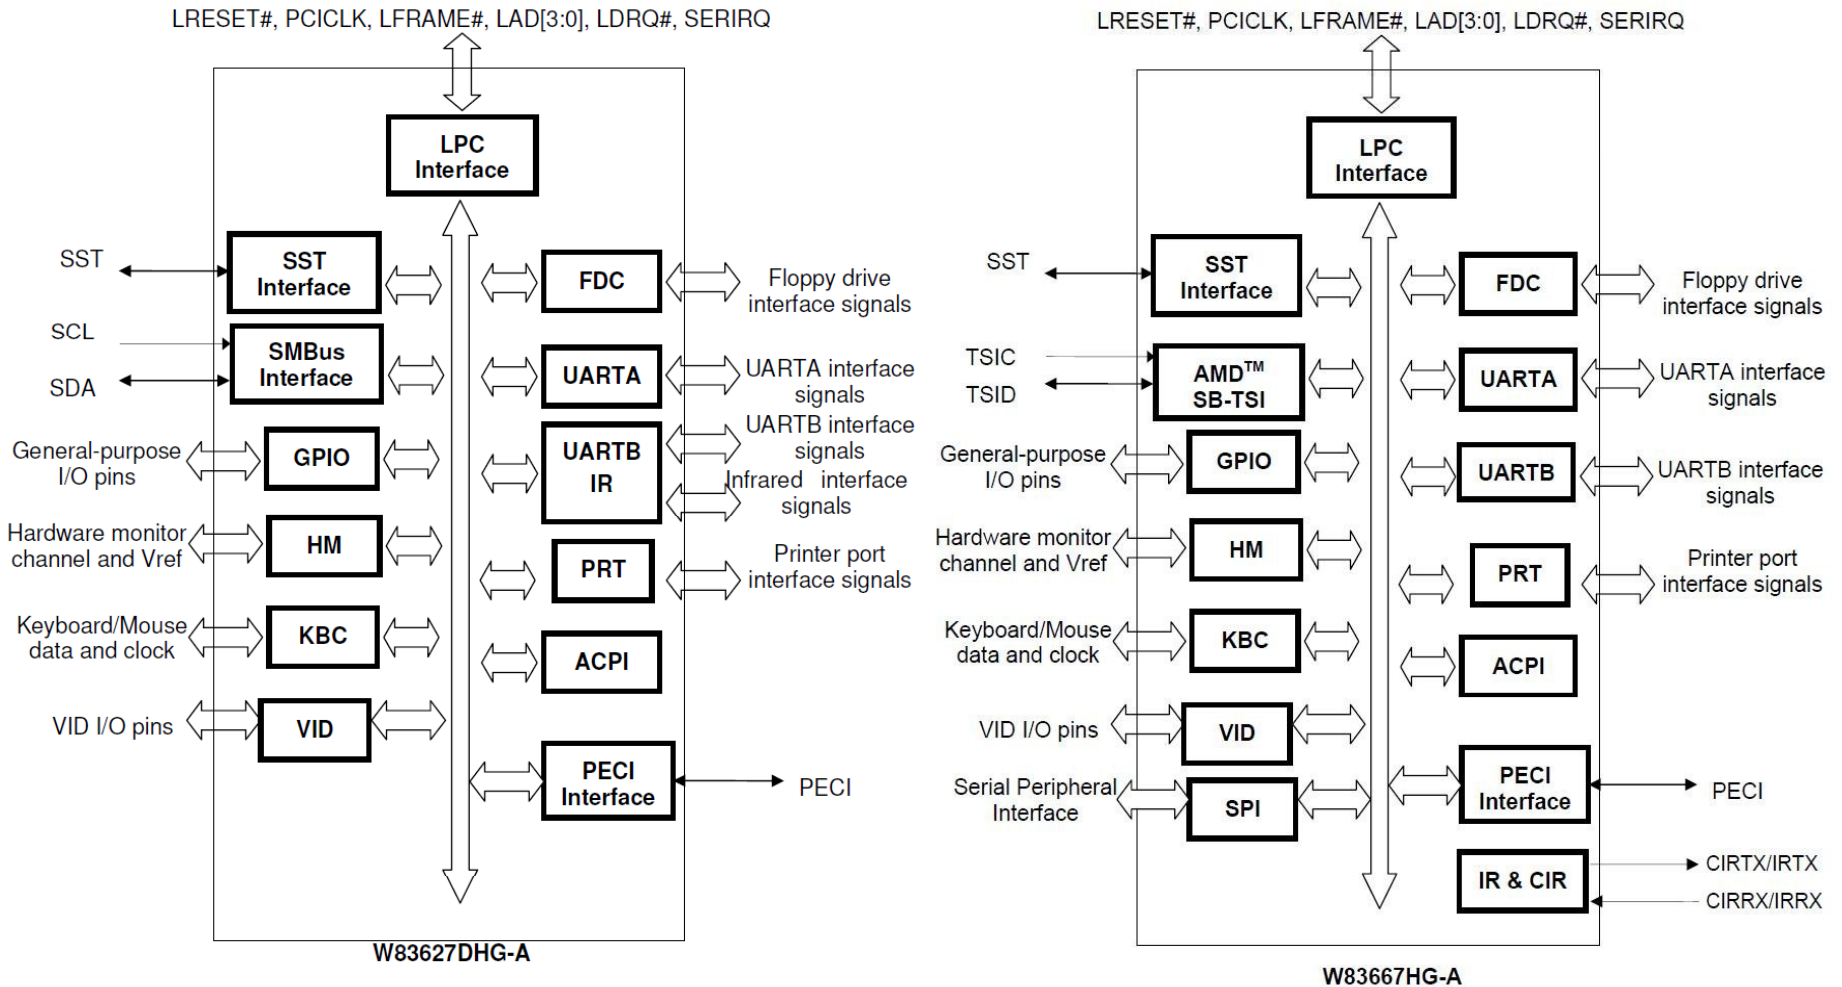 LRESET#, PCICLK, LFRAME#, LAD[3:0], LDRQ#, SERIRQ
LPC
Interface
SST
SST
Interface
FDC
Floppy drive
interface signals
SCL
SDA
SMBus
Interface
UARTA
UARTA interface
signals
General-purpose
I/O pins
GPIO
UARTB
IR
UARTB interface
signals
Infrared interface
signals
Hardware monitor
channel and Vref
HM
PRT
Printer port
interface signals
Keyboard/Mouse
data and clock
KBC
ACPI
VID I/O pins
VID
PECI
Interface
PECI
W83627DHG-A
LRESET#, PCICLK, LFRAME#, LAD[3:0], LDRQ#, SERIRQ
LPC
Interface
SST
SST
Interface
FDC
Floppy drive
interface signals
TSIC
TSID
AMD™
SB-TSI
UARTA
UARTA interface
signals
General-purpose
I/O pins
GPIO
UARTB
UARTB interface
signals
Hardware monitor
channel and Vref
HM
PRT
Printer port
interface signals
Keyboard/Mouse
data and clock
KBC
ACPI
VID I/O pins
VID
Serial Peripheral
Interface
SPI
PECI
Interface
PECI
IR & CIR
CIRTX/IRTX
CIRRX/IRRX
W83667HG-A